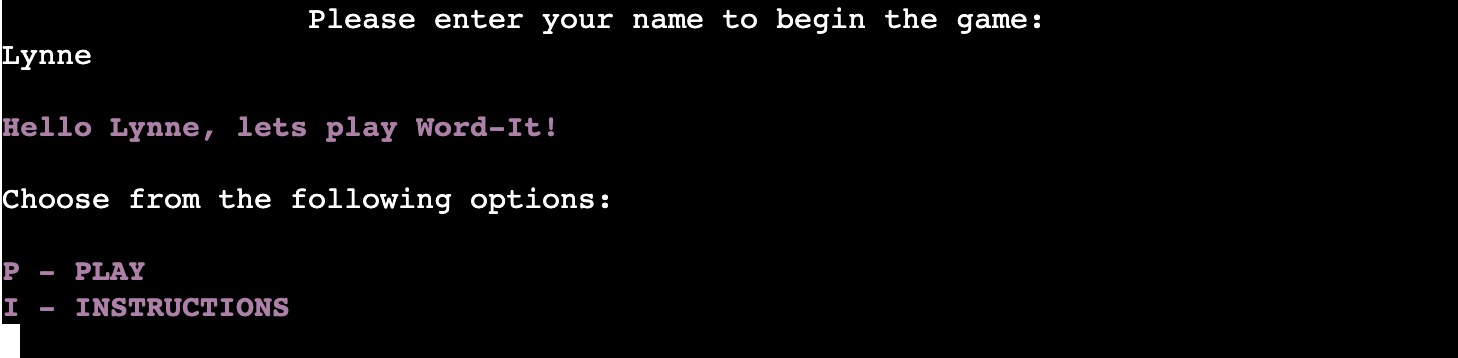 Please enter your name to begin the game:
Lynne
Hello Lynne, lets play Word-It!
Choose from the following options:
P - PLAY
I - INSTRUCTIONS